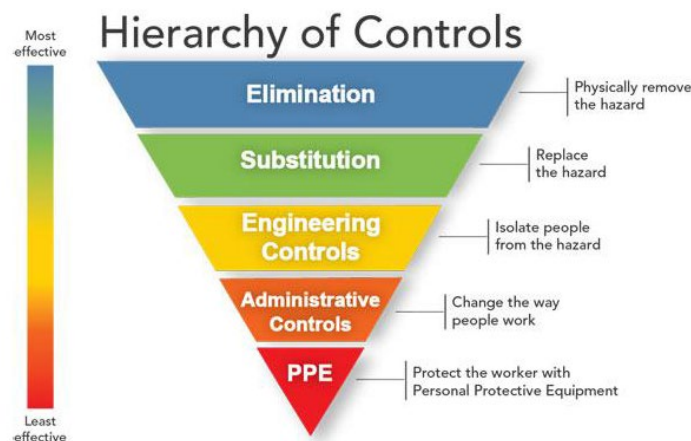 Hierarchy of Controls
Most
effective
Elimination
Physically remove
the hazard
Substitution
Replace
the hazard
Engineering
Controls
Isolate people
from the hazard
Administrative
Controls
Change the way
people work
PPE
Protect the worker with
Personal Protective Equipment
Least
effective